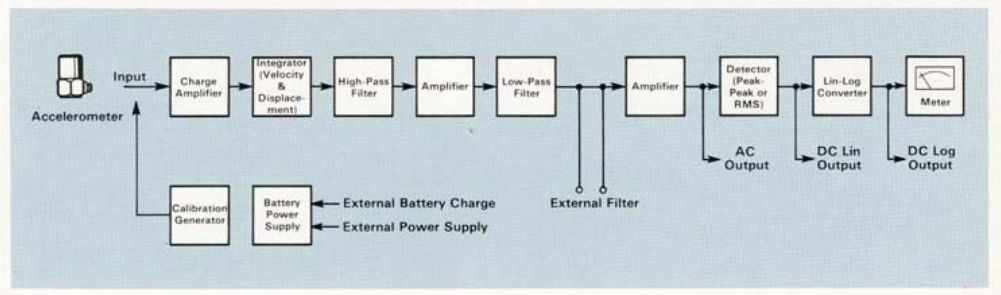 Accelerometer
Input
Charge
Amplifier
Integrator
(Velocity
&
Displace-
ment)
High-Pass
Filter
Amplifier
Low-Pass
Filter
External Filter
Amplifier
Detector
(Peak-
Peak or
RMS)
Lin-Log
Converter
Meter
AC
Output
DC Lin
Output
DC Log
Output
Calibration
Generator
Battery
Power
Supply
External Battery Charge
External Power Supply